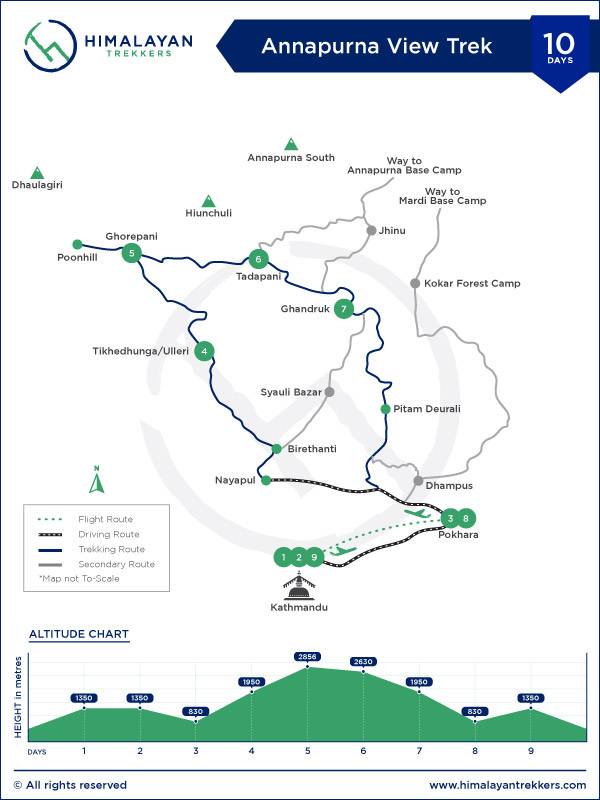 HIMALAYAN
TREKKERS
Annapurna View Trek
10
DAYS
Annapurna South
Way to
Annapurna Base Camp
Dhaulagiri
Way to
Mardi Base Camp
Hiunchuli
Jhinu
Ghorepani
5
Poonhill
6
Tadapani
Kokar Forest Camp
Ghandruk
7
Tikhedhunga/Ulleri
4
Syauli Bazar
Pitam Deurali
Birethanti
Nayapul
Dhampus
N
Flight Route
Driving Route
Trekking Route
Secondary Route
*Map not To-Scale
3 8
Pokhara
1 2 9
Kathmandu
ALTITUDE CHART
HEIGHT in metres
1350
1350
830
1950
2856
2630
1950
830
1350
DAYS 1 2 3 4 5 6 7 8 9
© All rights reserved
www.himalayantrekkers.com